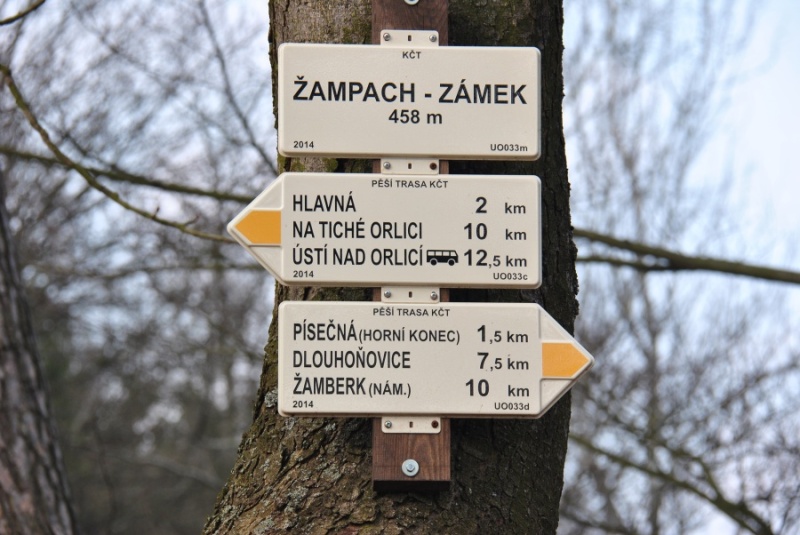 KČT
ŽAMPACH - ZÁMEK
458 m
2014 UO033m
PĚŠÍ TRASA KČT
HLAVNÁ 2 km
NA TICHÉ ORLICI 10 km
ÚSTÍ NAD ORLICÍ 12,5 km
2014 UO033c
PĚŠÍ TRASA KČT
PÍSEČNÁ (HORNÍ KONEC) 1,5 km
DLOUHOŇOVICE 7,5 km
ŽAMBERK (NÁM.) 10 km
2014 UO033d